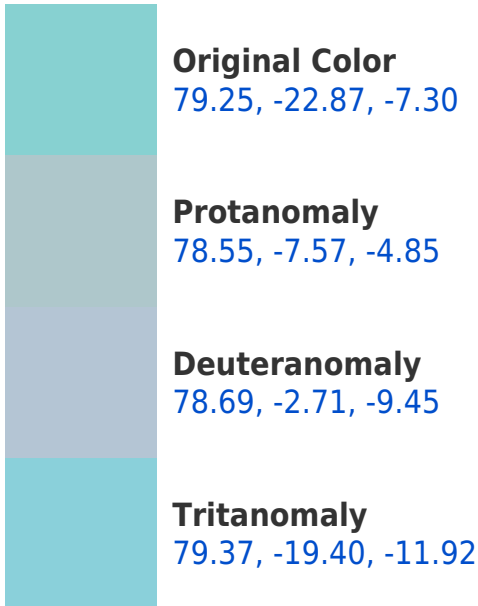 Original Color
79.25, -22.87, -7.30
Protanomaly
78.55, -7.57, -4.85
Deuteranomaly
78.69, -2.71, -9.45
Tritanomaly
79.37, -19.40, -11.92